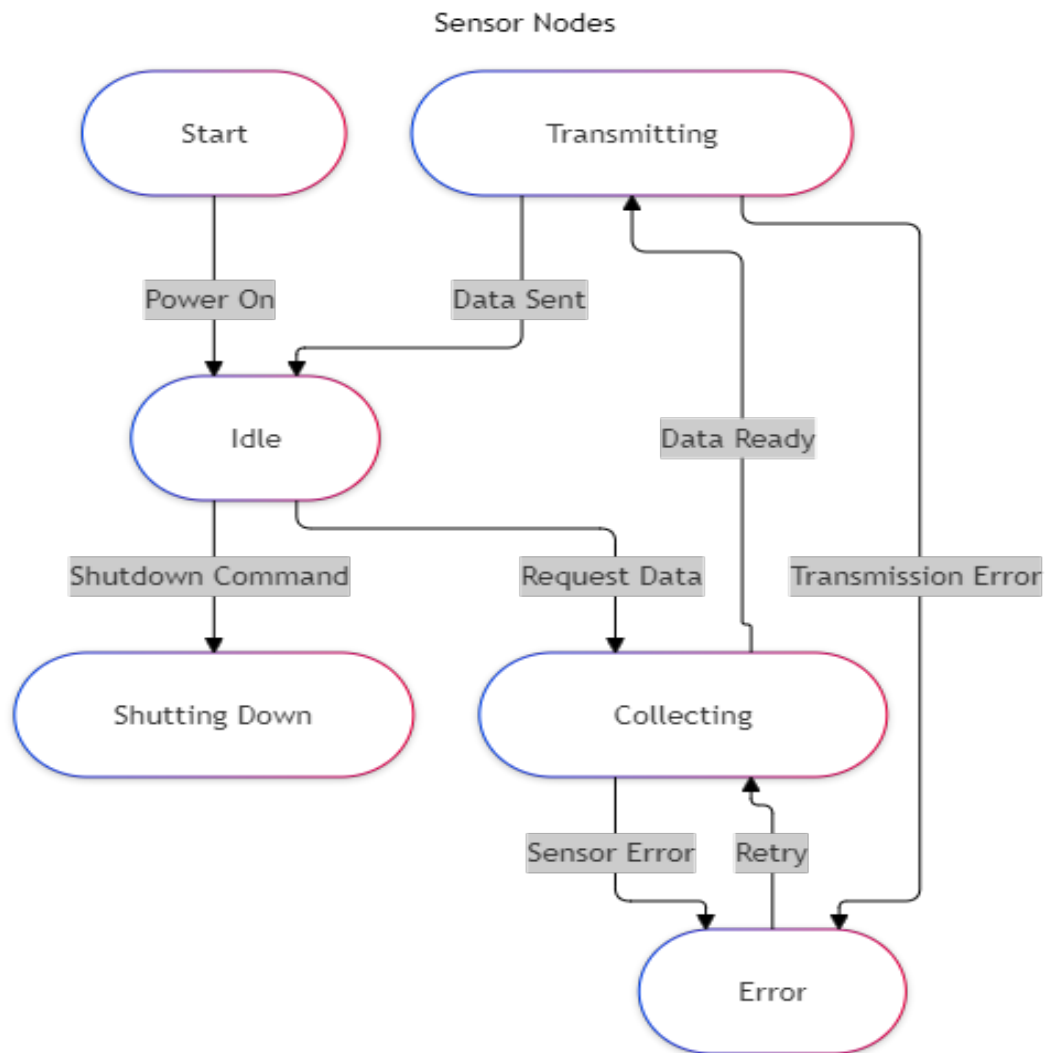 Sensor Nodes
Start
Transmitting
Power On
Data Sent
Idle
Data Ready
Shutdown Command
Request Data
Transmission Error
Shutting Down
Collecting
Sensor Error
Retry
Error